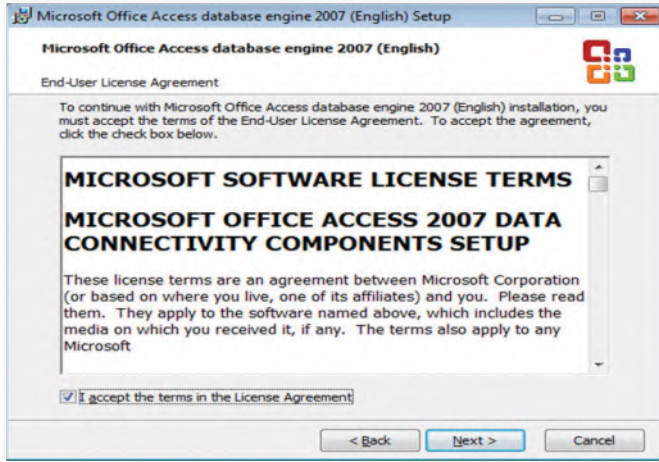 Microsoft Office Access database engine 2007 (English) Setup
Microsoft Office Access database engine 2007 (English)
End-User License Agreement
To continue with Microsoft Office Access database engine 2007 (English) installation, you
must accept the terms of the End-User License Agreement. To accept the agreement,
click the check box below.
MICROSOFT SOFTWARE LICENSE TERMS
MICROSOFT OFFICE ACCESS 2007 DATA
CONNECTIVITY COMPONENTS SETUP
These license terms are an agreement between Microsoft Corporation
(or based on where you live, one of its affiliates) and you. Please read
them. They apply to the software named above, which includes the
media on which you received it, if any. The terms also apply to any
Microsoft
I accept the terms in the License Agreement
< Back Next > Cancel